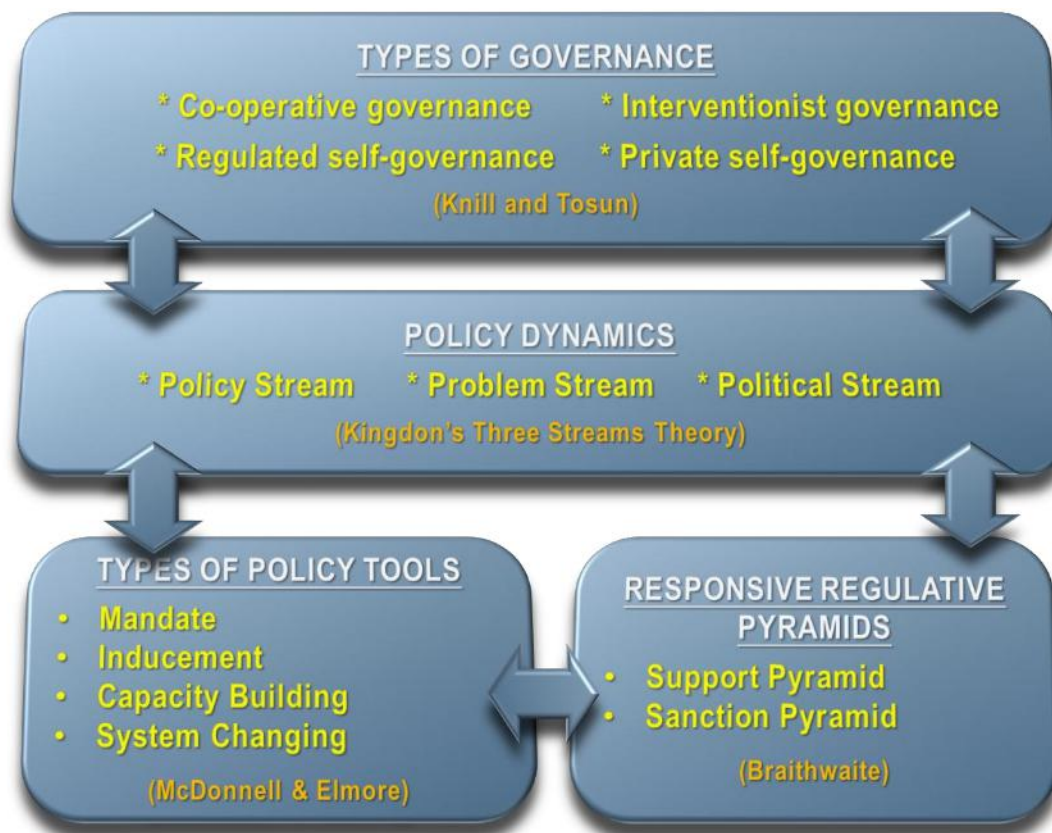 TYPES OF GOVERNANCE
* Co-operative governance * Interventionist governance
* Regulated self-governance * Private self-governance
(Knill and Tosun)
POLICY DYNAMICS
* Policy Stream * Problem Stream * Political Stream
(Kingdon's Three Streams Theory)
TYPES OF POLICY TOOLS
• Mandate
• Inducement
• Capacity Building
• System Changing
(McDonnell & Elmore)
RESPONSIVE REGULATIVE
PYRAMIDS
• Support Pyramid
• Sanction Pyramid
(Braithwaite)